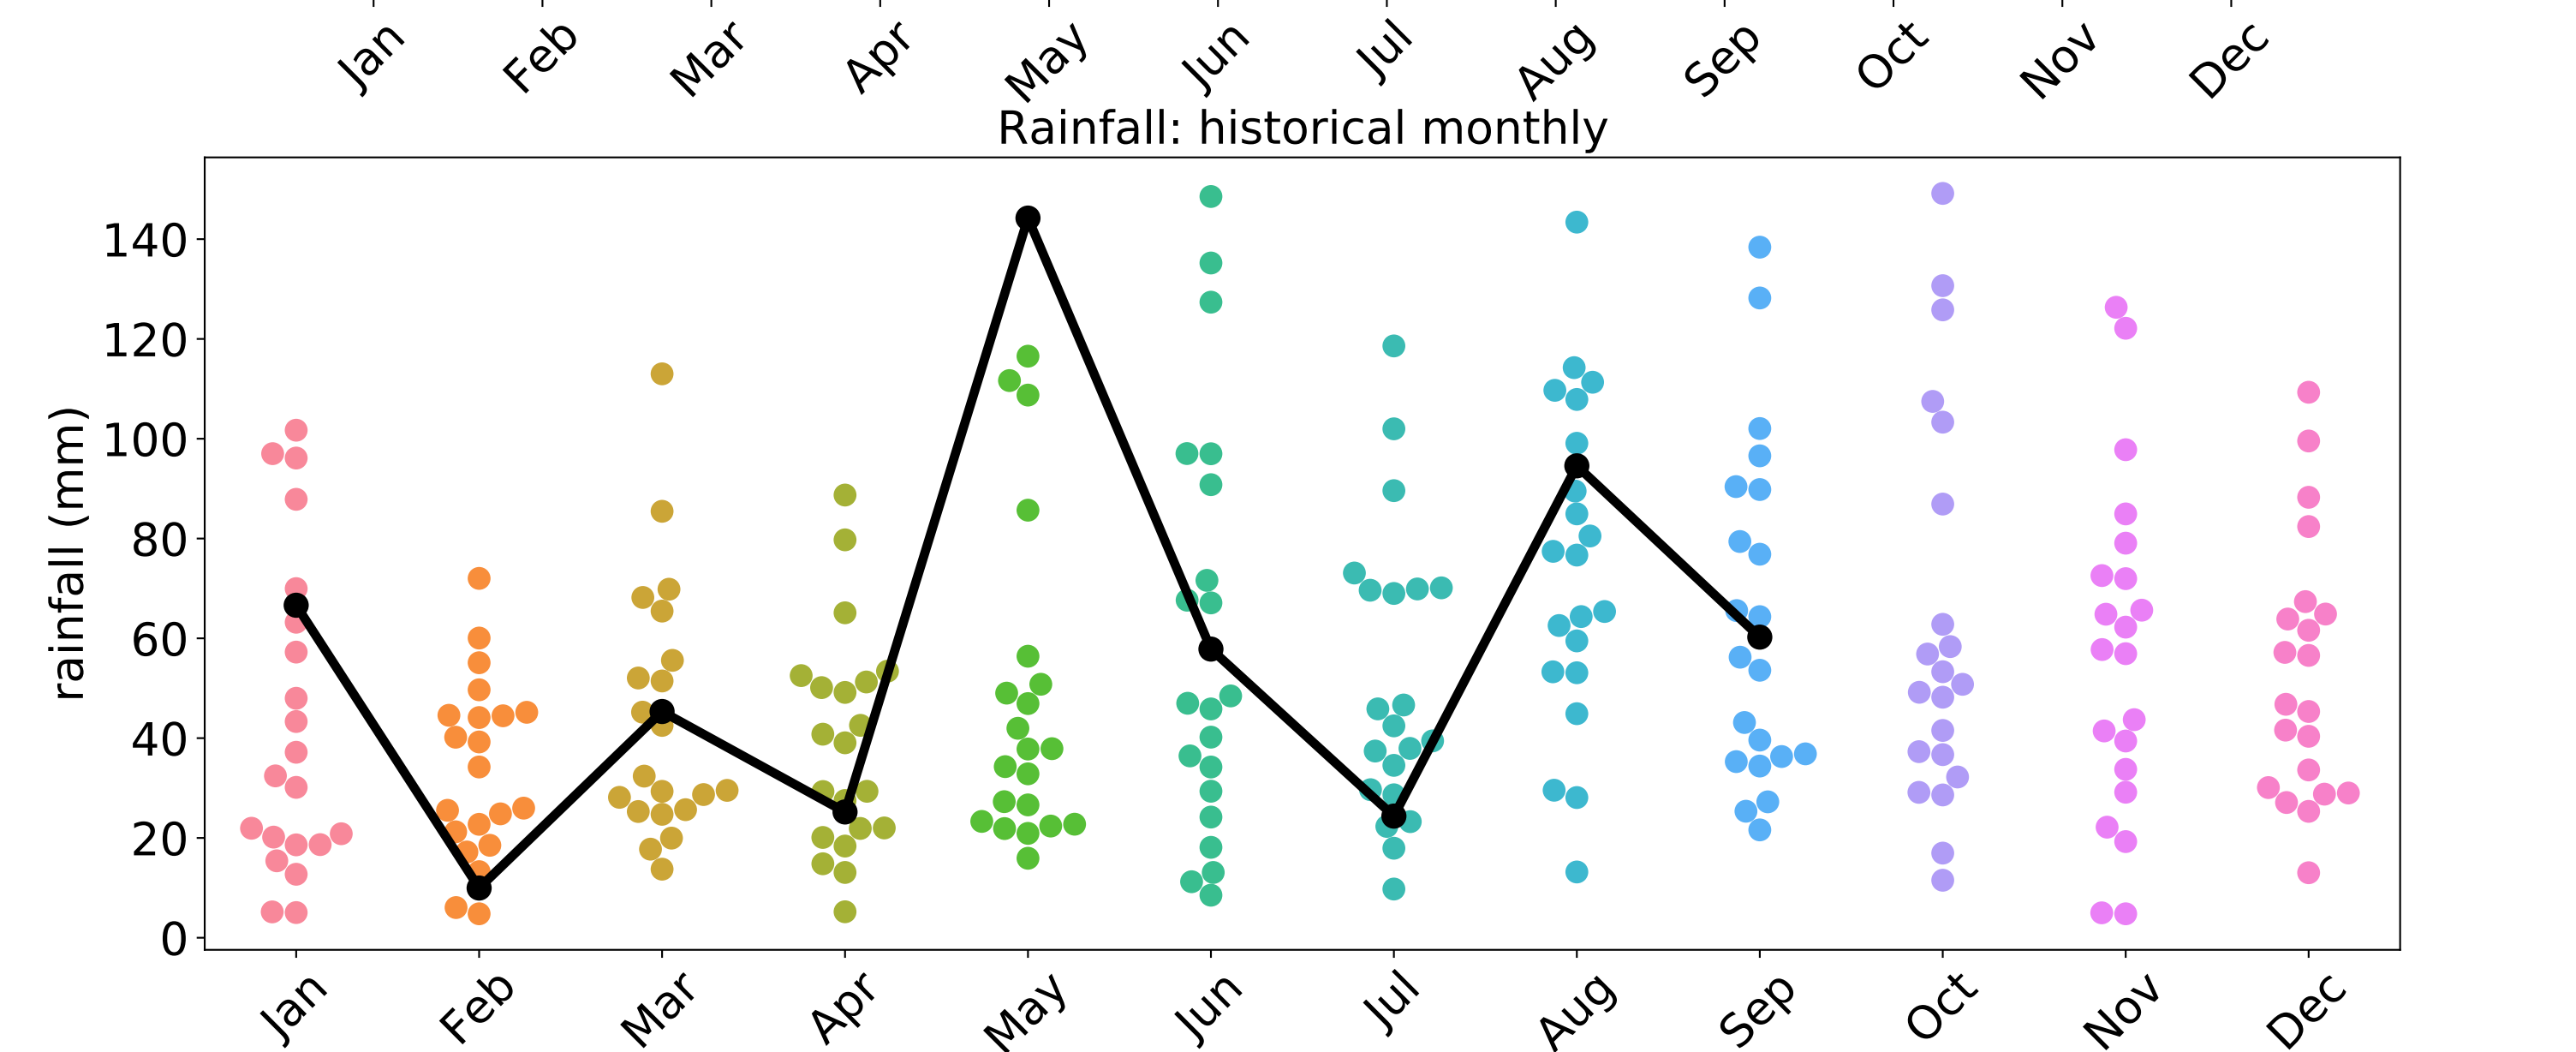 Jan Feb Mar Apr May Jun Jul Aug Sep Oct Nov Dec
Rainfall: historical monthly
rainfall (mm)
140
120
100
80
60
40
20
0
Jan Feb Mar Apr May Jun Jul Aug Sep Oct Nov Dec